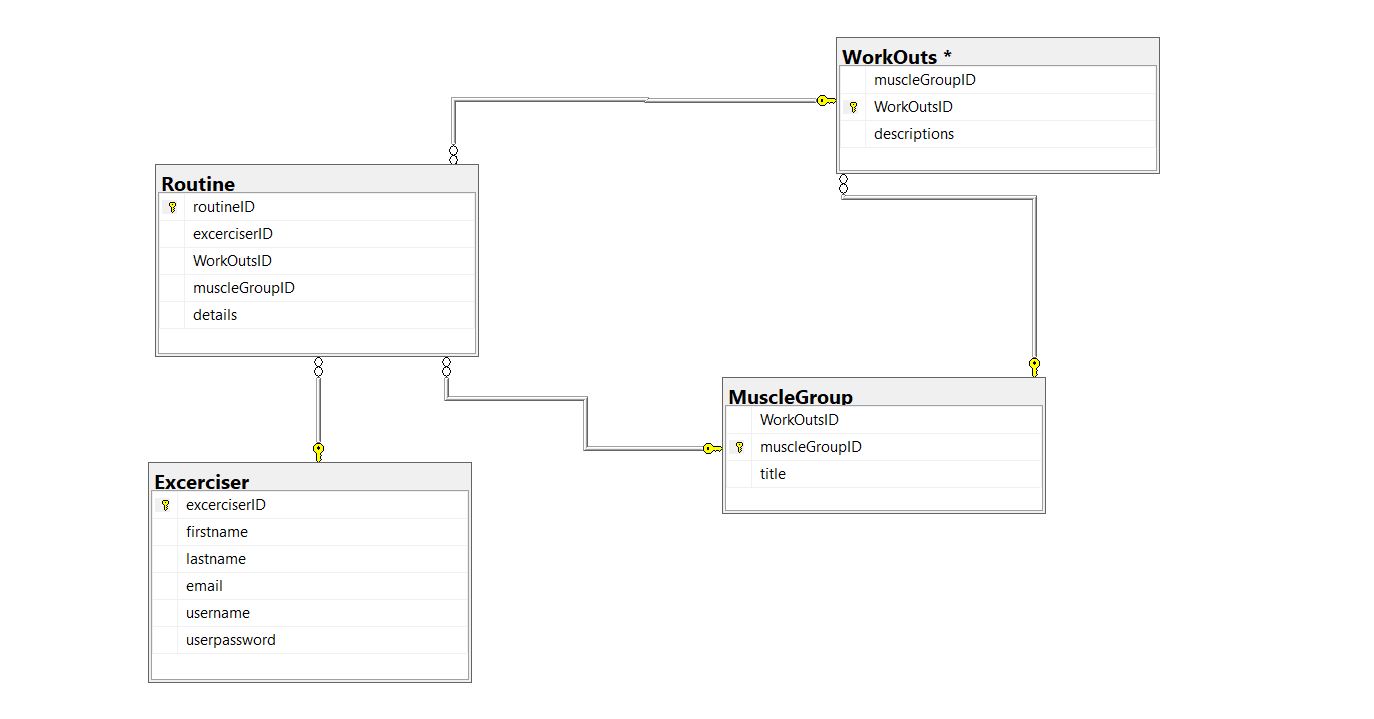 WorkOuts *
muscleGroupID
WorkOutsID
descriptions
Routine
routineID
excerciserID
WorkOutsID
muscleGroupID
details
MuscleGroup
WorkOutsID
muscleGroupID
title
Excerciser
excerciserID
firstname
lastname
email
username
userpassword